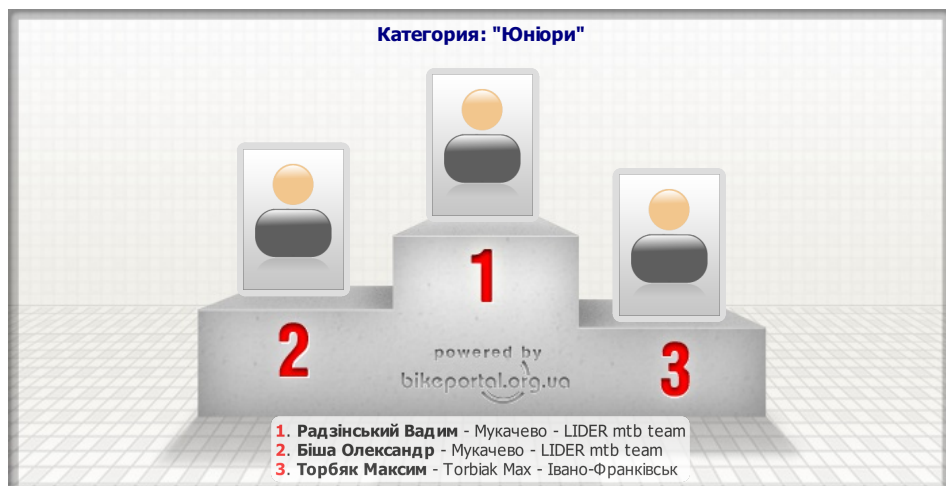 Категория: "Юніори"
1
2
3
powered by
bikeportal.org.ua
1. Радзінський Вадим - Мукачево - LIDER mtb team
2. Біша Олександр - Мукачево - LIDER mtb team
3. Торбяк Максим - Torbiak Max - Івано-Франківськ